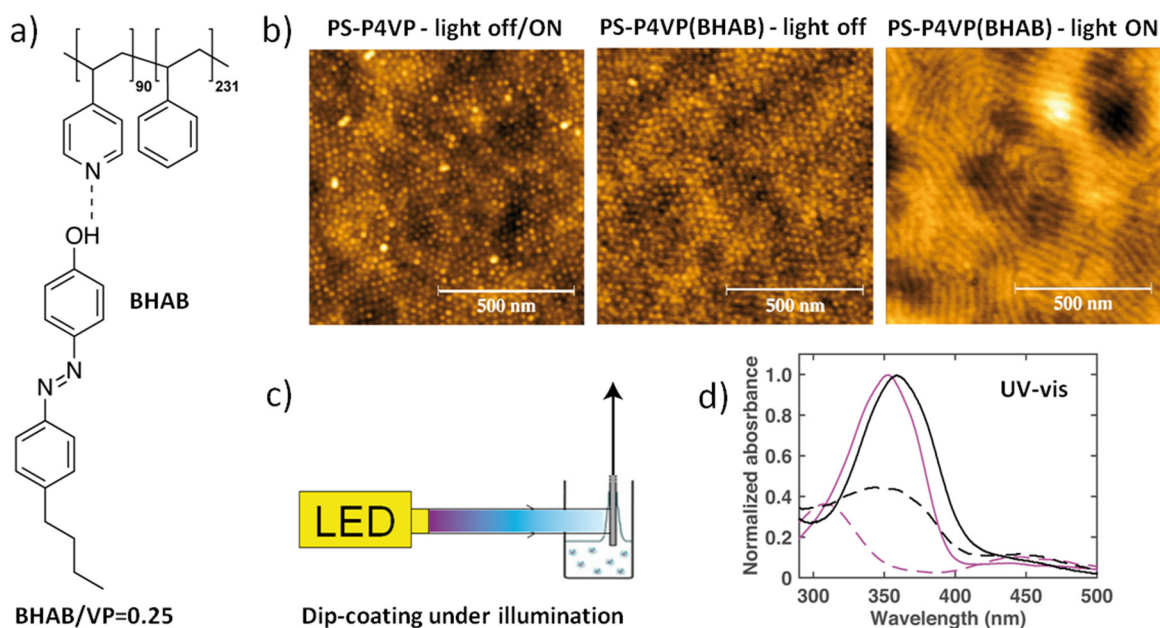 a)
90
231
N
OH
BHAB
N
N
BHAB/VP=0.25
b)
PS-P4VP - light off/ON
PS-P4VP(BHAB) - light off
PS-P4VP(BHAB) - light ON
500 nm
500 nm
500 nm
c)
LED
Dip-coating under illumination
d)
UV-vis
Normalized abosrbance
1.0
0.8
0.6
0.4
0.2
0
300
350
400
450
500
Wavelength (nm)